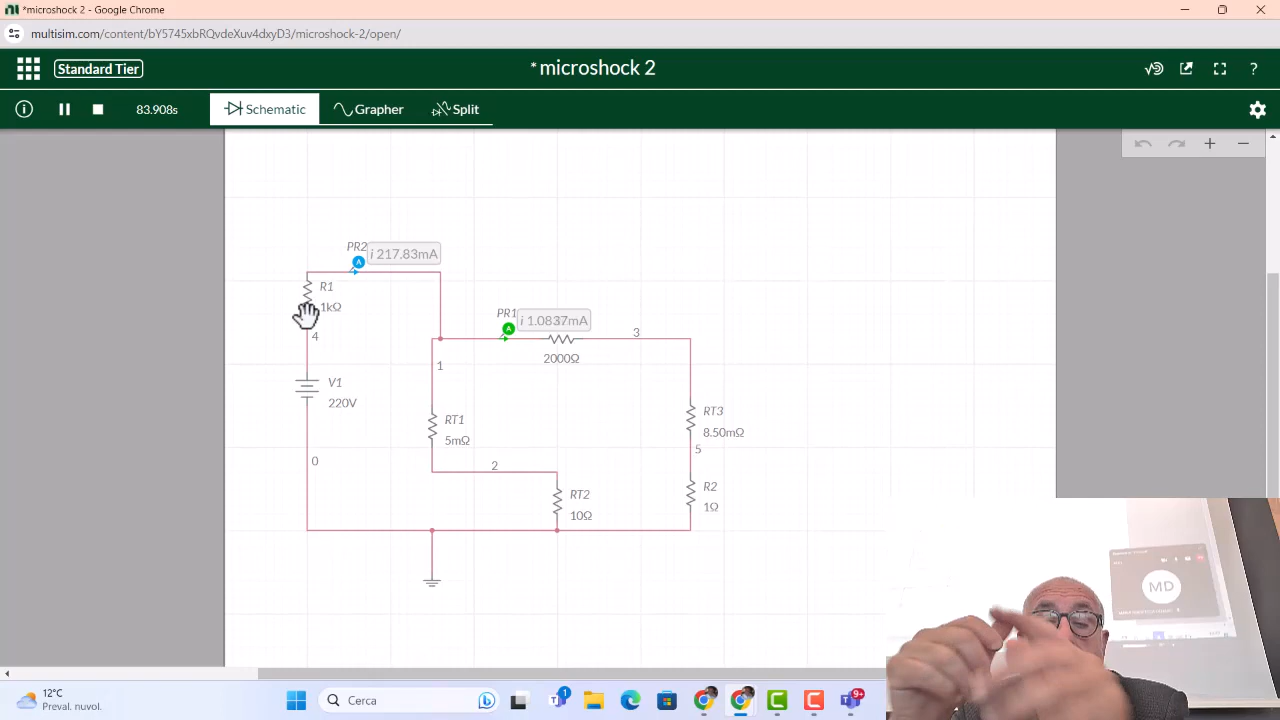 *microshock 2 - Google Chrome
multisim.com/content/bY5745xbRQvdeXuv4dxyD3/microshock-2/open/
Standard Tier
*microshock 2
?
83.908s
Schematic
Grapher
Split
PR2
i 217.83mA
R1
1kΩ
4
PR1
i 1.0837mA
3
2000Ω
1
V1
220V
RT1
5mΩ
RT3
8.50mΩ
5
0
2
RT2
10Ω
R2
1Ω
MD
12°C
Preval. nuvol.
Cerca
1
9+